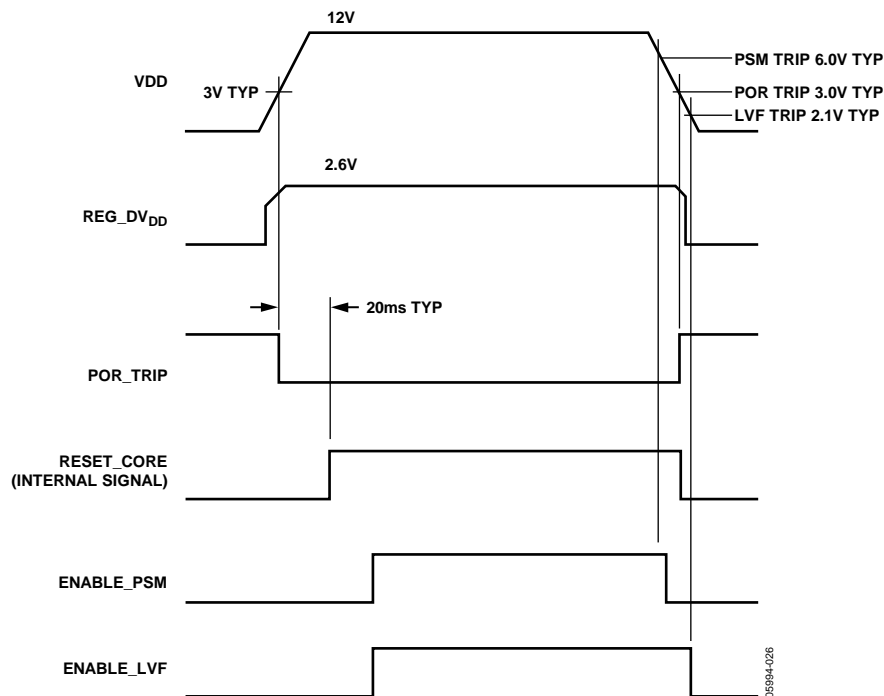 12V
VDD
3V TYP
PSM TRIP 6.0V TYP
POR TRIP 3.0V TYP
LVF TRIP 2.1V TYP
2.6V
REG_DVDD
20ms TYP
POR_TRIP
RESET_CORE
(INTERNAL SIGNAL)
ENABLE_PSM
ENABLE_LVF
05994-026